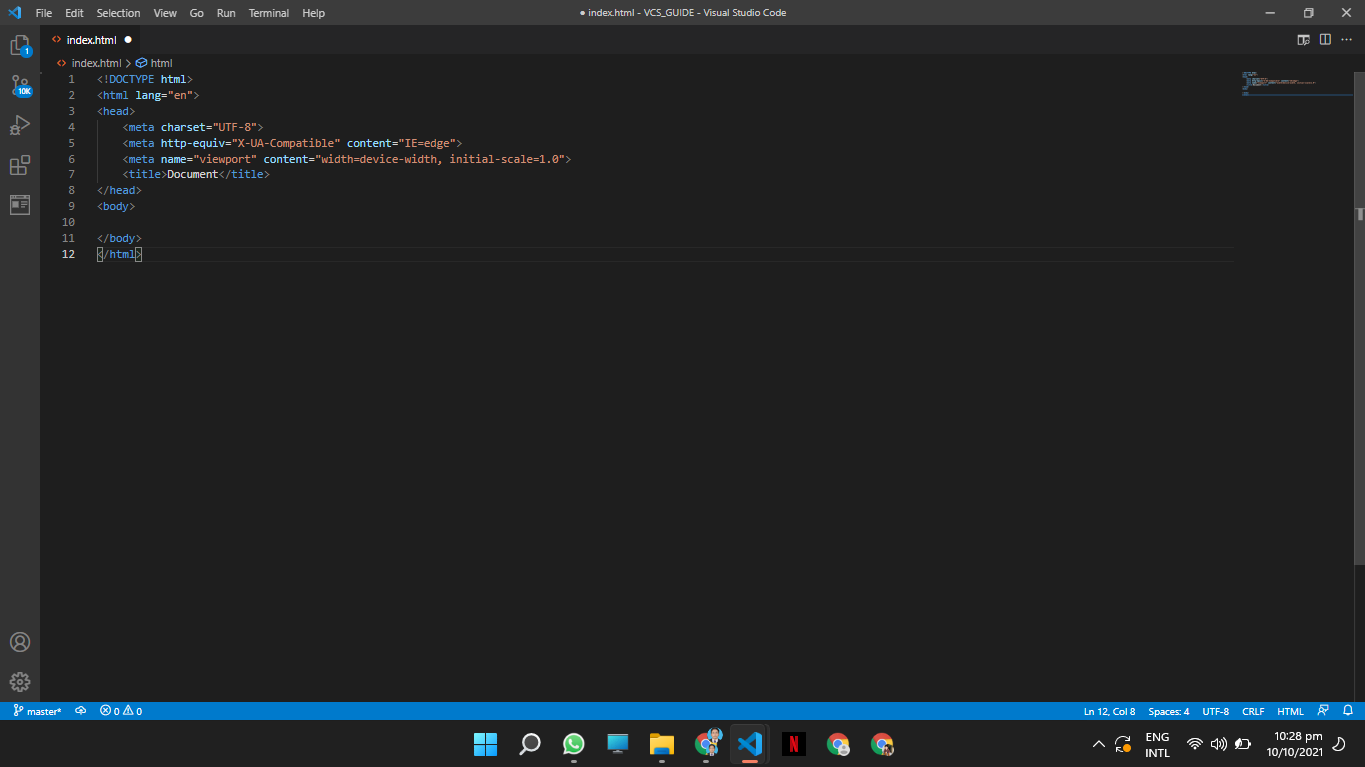 File Edit Selection View Go Run Terminal Help
● index.html - VCS_GUIDE - Visual Studio Code
1
10K
index.html ●
index.html > html
1 <!DOCTYPE html>
2 <html lang="en">
3 <head>
4 <meta charset="UTF-8">
5 <meta http-equiv="X-UA-Compatible" content="IE=edge">
6 <meta name="viewport" content="width=device-width, initial-scale=1.0">
7 <title>Document</title>
8 </head>
9 <body>
10
11 </body>
12 </html>
master* 0 0
Ln 12, Col 8 Spaces: 4 UTF-8 CRLF HTML
N
ENG
INTL
10:28 pm
10/10/2021